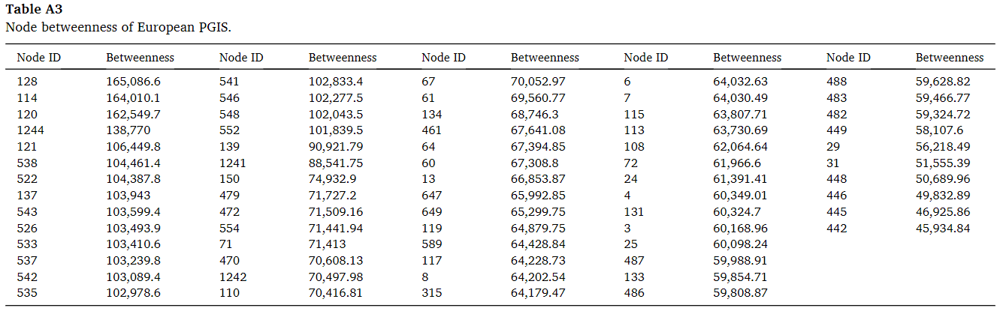 Table A3
Node betweenness of European PGIS.
Node ID Betweenness Node ID Betweenness Node ID Betweenness Node ID Betweenness Node ID Betweenness
128 165,086.6 541 102,833.4 67 70,052.97 6 64,032.63 488 59,628.82
114 164,010.1 546 102,277.5 61 69,560.77 7 64,030.49 483 59,466.77
120 162,549.7 548 102,043.5 134 68,746.3 115 63,807.71 482 59,324.72
1244 138,770 552 101,839.5 461 67,641.08 113 63,730.69 449 58,107.6
121 106,449.8 139 90,921.79 64 67,394.85 108 62,064.64 29 56,218.49
538 104,461.4 1241 88,541.75 60 67,308.8 72 61,966.6 31 51,555.39
522 104,387.8 150 74,932.9 13 66,853.87 24 61,391.41 448 50,689.96
137 103,943 479 71,727.2 647 65,992.85 4 60,349.01 446 49,832.89
543 103,599.4 472 71,509.16 649 65,299.75 131 60,324.7 445 46,925.86
526 103,493.9 554 71,441.94 119 64,879.75 3 60,168.96 442 45,934.84
533 103,410.6 71 71,413 589 64,428.84 25 60,098.24
537 103,239.8 470 70,608.13 117 64,228.73 487 59,988.91
542 103,089.4 1242 70,497.98 8 64,202.54 133 59,854.71
535 102,978.6 110 70,416.81 315 64,179.47 486 59,808.87